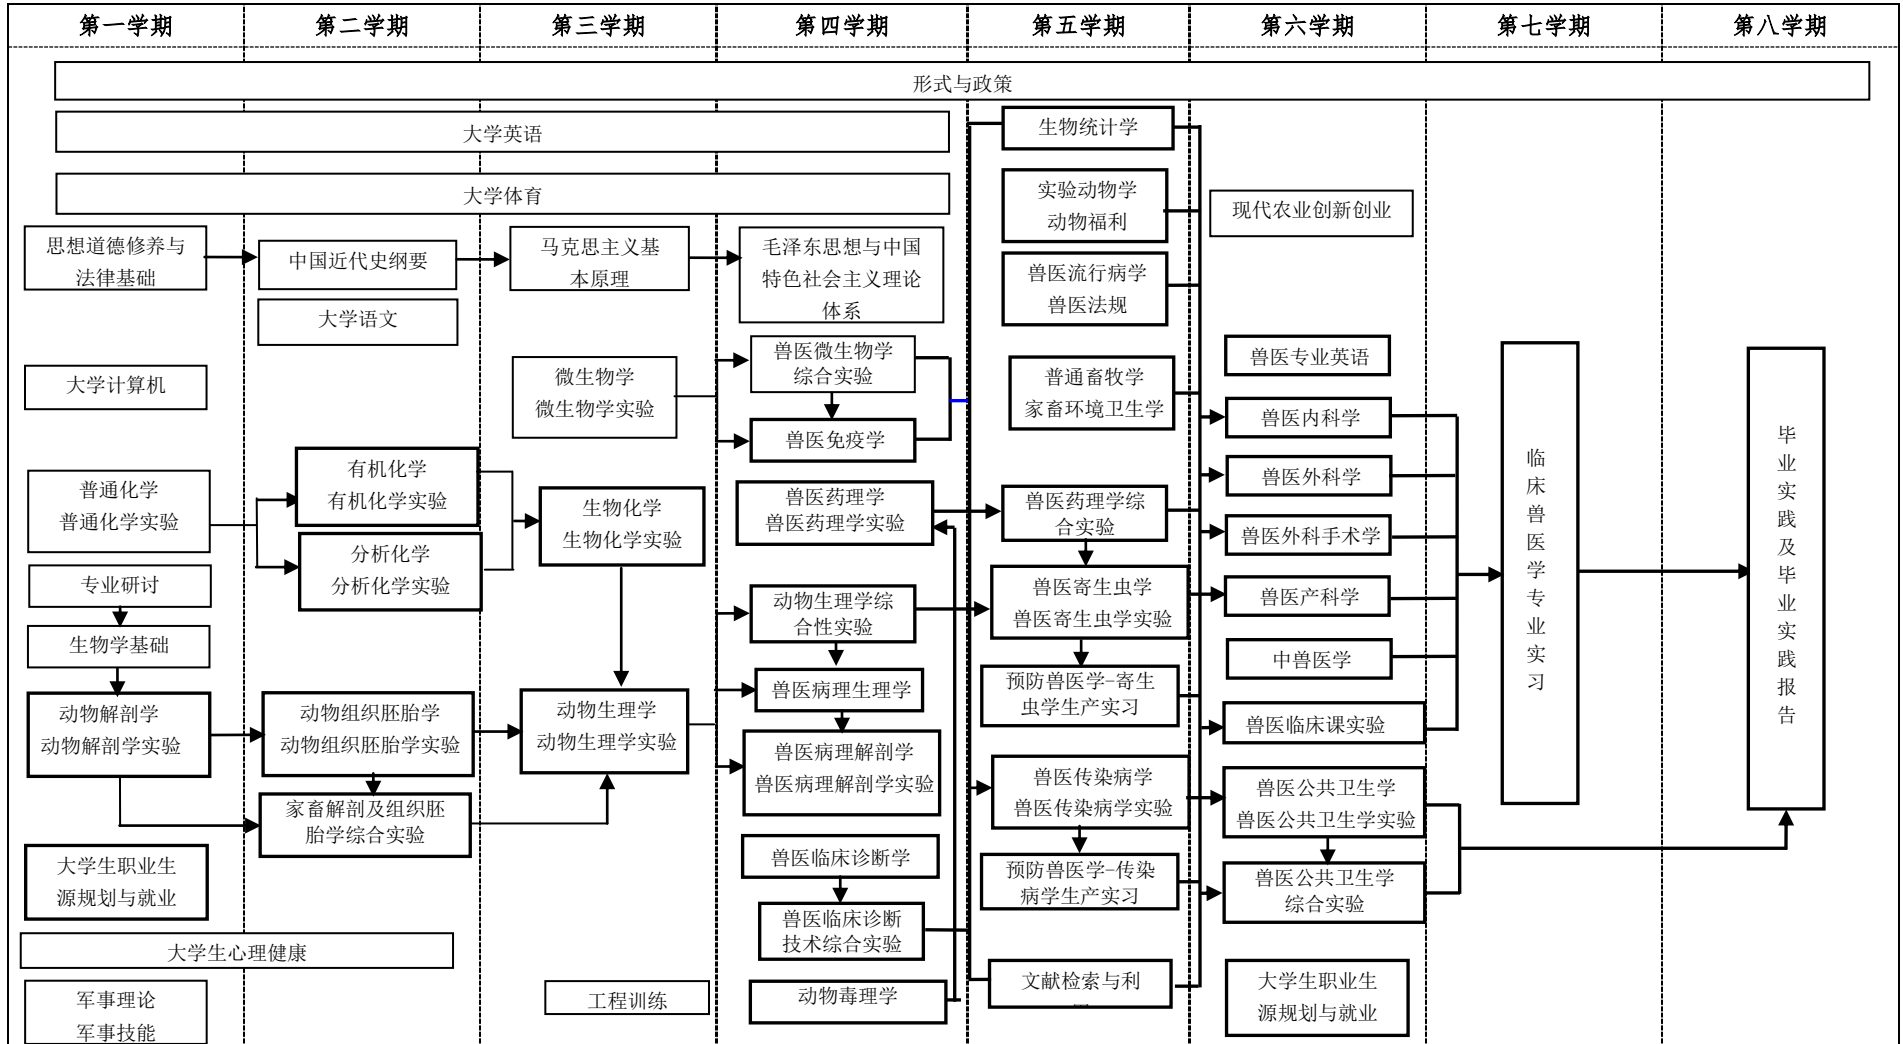 第一学期
第二学期
第三学期
第四学期
第五学期
第六学期
第七学期
第八学期
形式与政策
大学英语
大学体育
思想道德修养与
法律基础
大学计算机
普通化学
普通化学实验
专业研讨
生物学基础
动物解剖学
动物解剖学实验
大学生职业生
源规划与就业
大学生心理健康
军事理论
军事技能
中国近代史纲要
大学语文
有机化学
有机化学实验
分析化学
分析化学实验
动物组织胚胎学
动物组织胚胎学实验
家畜解剖及组织胚
胎学综合实验
马克思主义基
本原理
微生物学
微生物学实验
生物化学
生物化学实验
动物生理学
动物生理学实验
工程训练
毛泽东思想与中国
特色社会主义理论
体系
兽医微生物学
综合实验
兽医免疫学
兽医药理学
兽医药理学实验
动物生理学综
合性实验
兽医病理生理学
兽医病理解剖学
兽医病理解剖学实验
兽医临床诊断学
兽医临床诊断
技术综合实验
动物毒理学
生物统计学
实验动物学
动物福利
兽医流行病学
兽医法规
普通畜牧学
家畜环境卫生学
兽医药理学综
合实验
兽医寄生虫学
兽医寄生虫学实验
预防兽医学-寄生
虫学生产实习
兽医传染病学
兽医传染病学实验
预防兽医学-传染
病学生产实习
文献检索与利
现代农业创新创业
兽医专业英语
兽医内科学
兽医外科学
兽医外科手术学
兽医产科学
中兽医学
兽医临床课实验
兽医公共卫生学
兽医公共卫生学实验
兽医公共卫生学
综合实验
大学生职业生
源规划与就业
临床兽医学专业实习
毕业实践及毕业实践报告